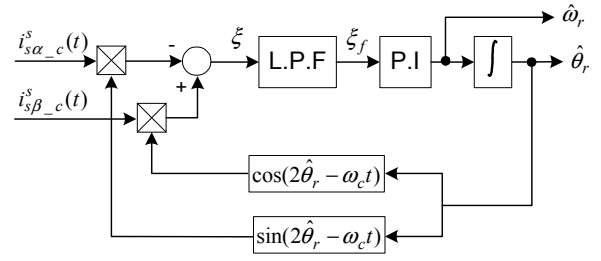 i^s_{sα_c}(t)
-
ξ
L.P.F
ξ_f
P.I
∫
ω̂_r
θ̂_r
i^s_{sβ_c}(t)
+
cos(2θ̂_r − ω_c t)
sin(2θ̂_r − ω_c t)